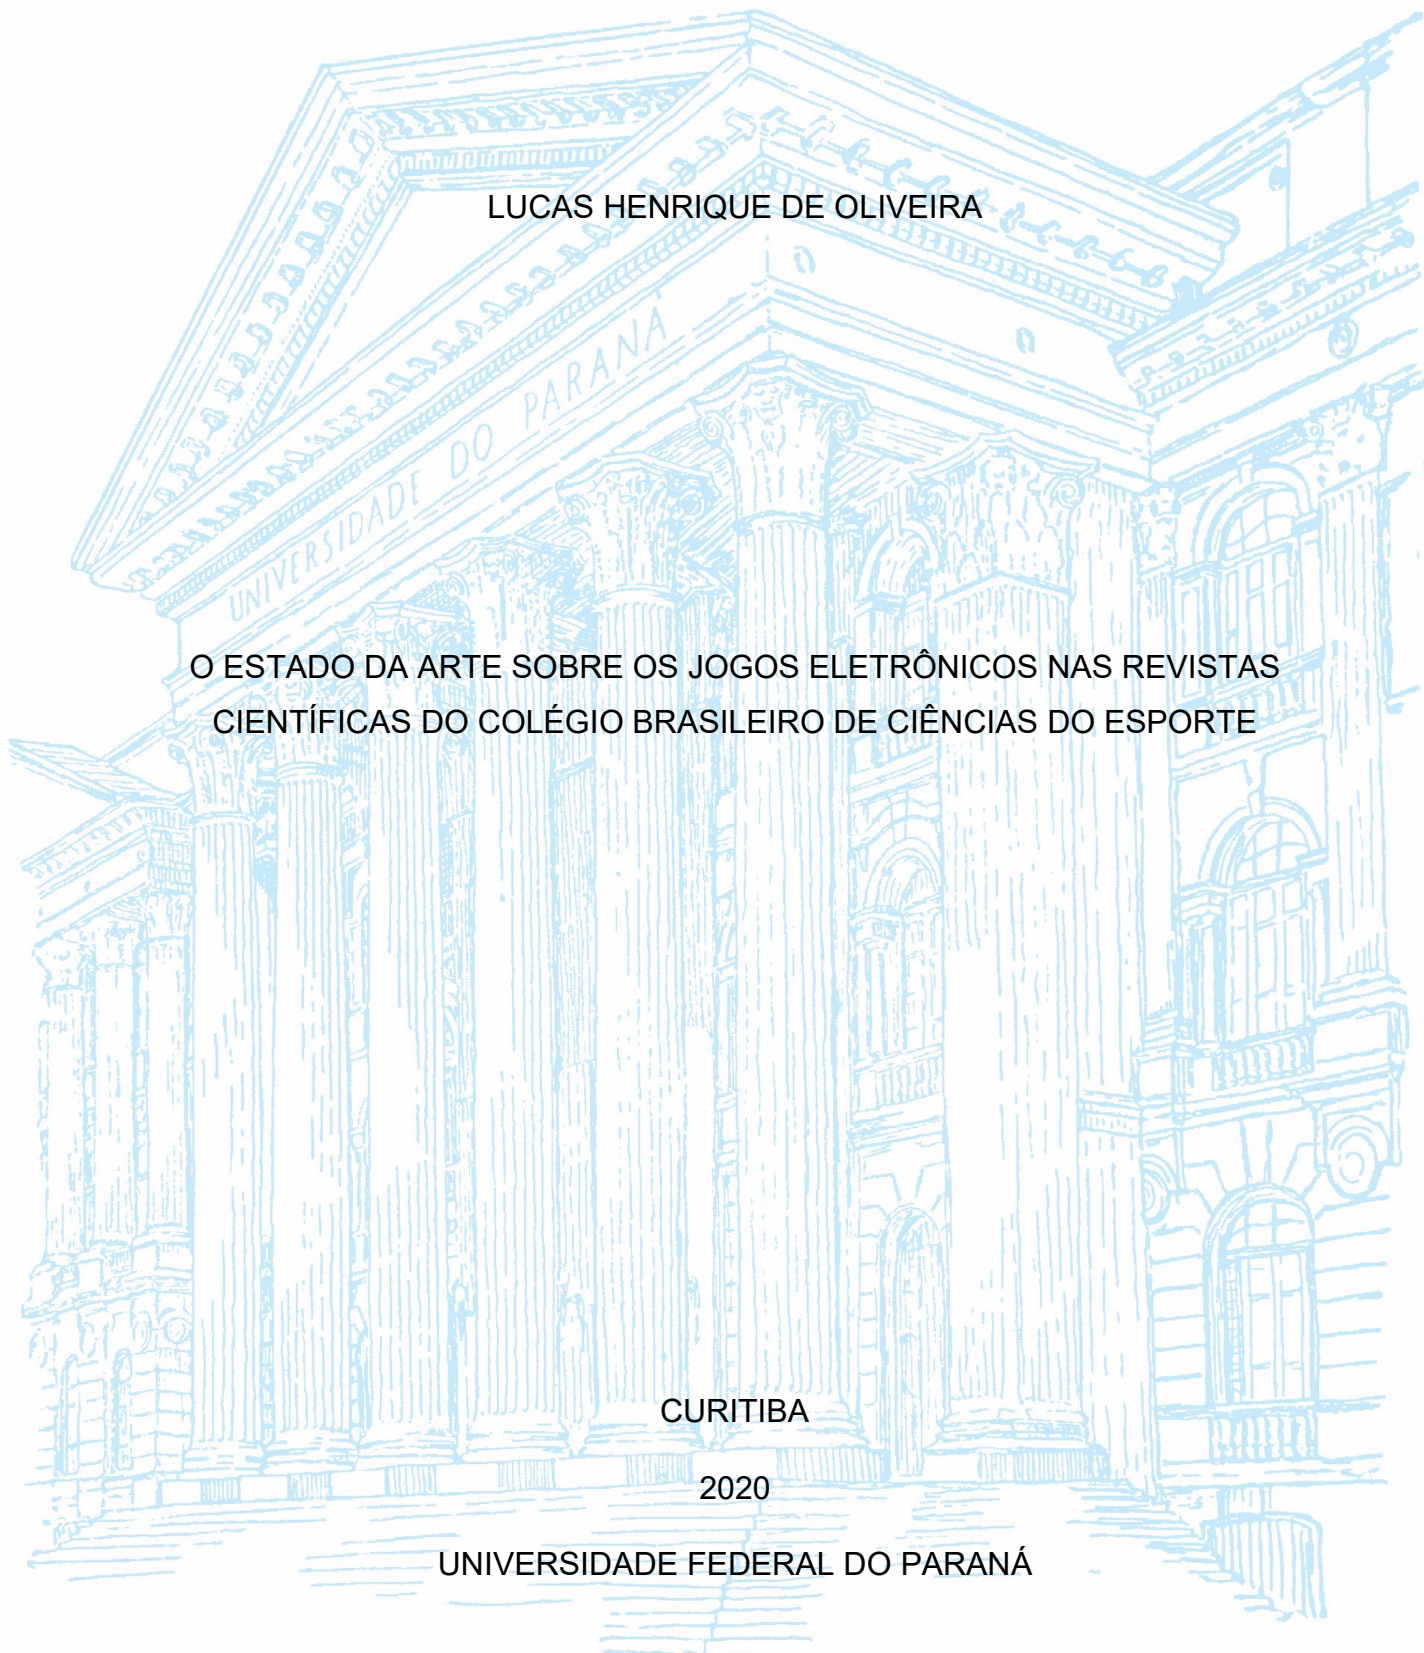 LUCAS HENRIQUE DE OLIVEIRA
UNIVERSIDADE DO PARANÁ
O ESTADO DA ARTE SOBRE OS JOGOS ELETRÔNICOS NAS REVISTAS
CIENTÍFICAS DO COLÉGIO BRASILEIRO DE CIÊNCIAS DO ESPORTE
CURITIBA
2020
UNIVERSIDADE FEDERAL DO PARANÁ